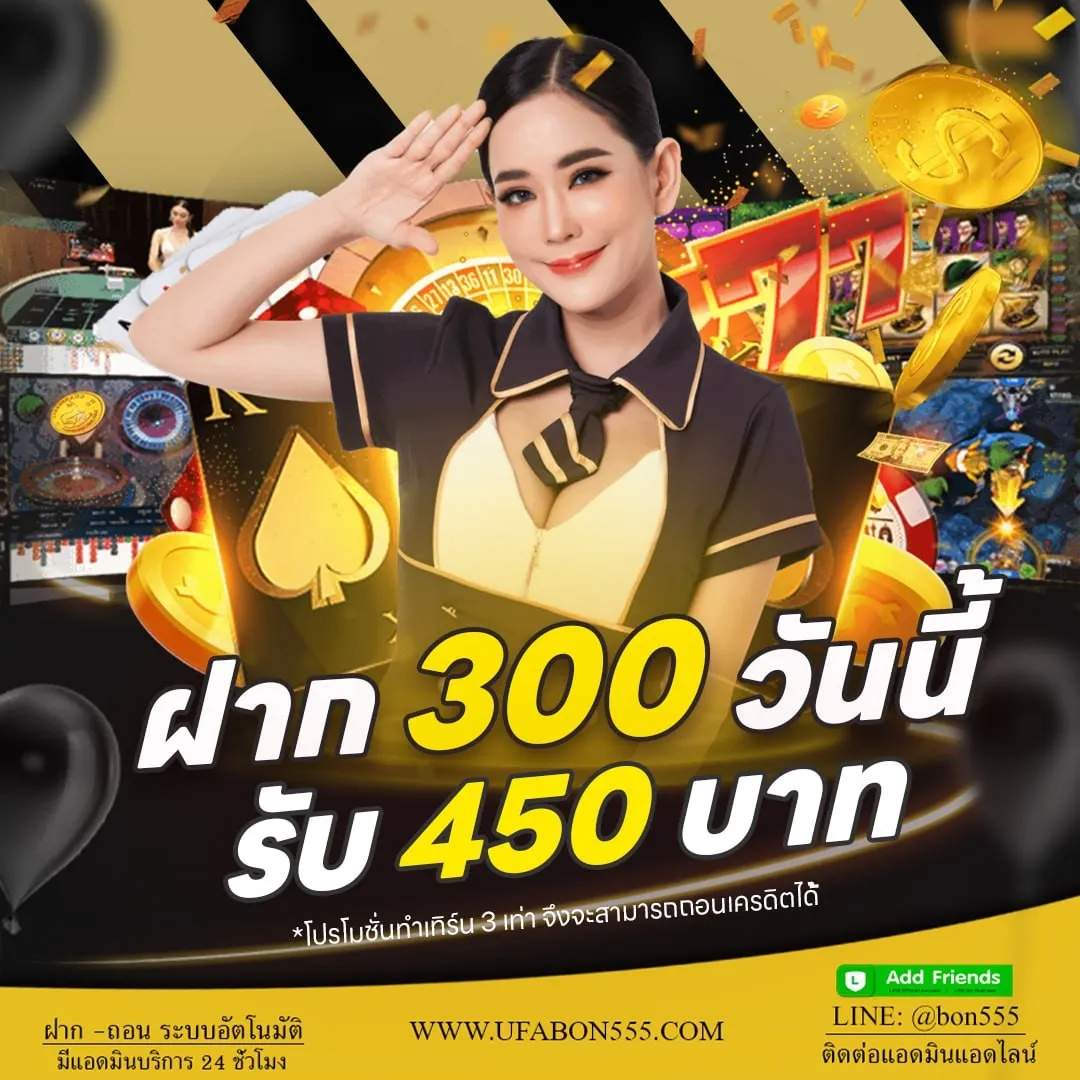 36 11 30
77
K
ฝาก 300 วันนี้
รับ 450 บาท
*โปรโมชั่นทำเทิร์น 3 เท่า จึงจะสามารถถอนเครดิตได้
Add Friends
ฝาก -ถอน ระบบอัตโนมัติ
มีแอดมินบริการ 24 ชั่วโมง
WWW.UFABON555.COM
LINE: @bon555
ติดต่อแอดมินแอดไลน์